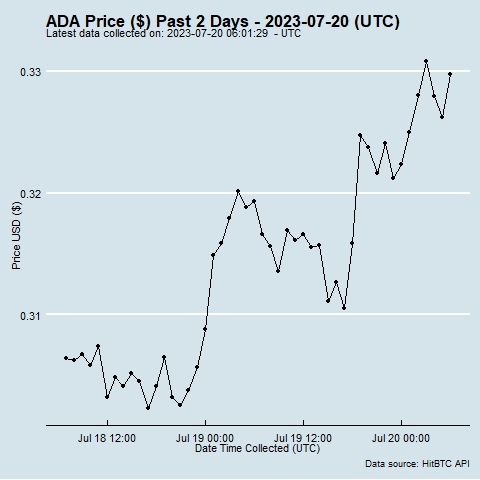 ADA Price ($) Past 2 Days - 2023-07-20 (UTC)
Latest data collected on: 2023-07-20 06:01:29  - UTC
0.33
0.32
0.31
Price USD ($)
Jul 18 12:00
Jul 19 00:00
Jul 19 12:00
Jul 20 00:00
Date Time Collected (UTC)
Data source: HitBTC API